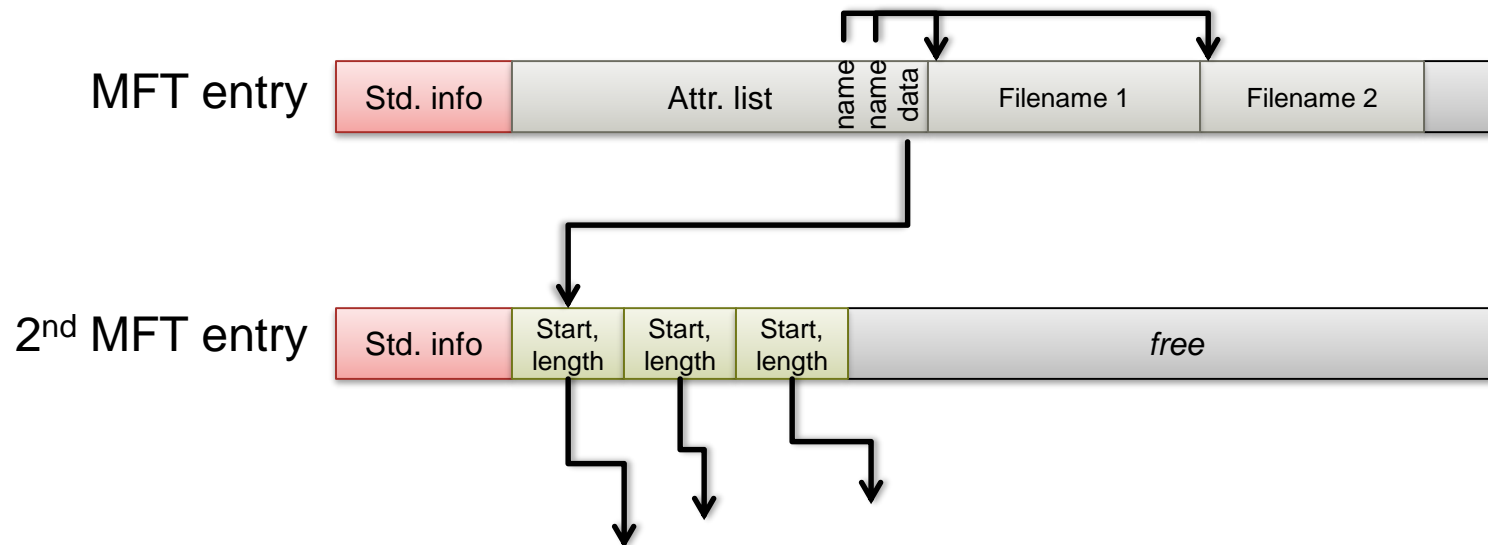 MFT entry
Std. info
Attr. list
name
name
data
Filename 1
Filename 2
2nd MFT entry
Std. info
Start,
length
Start,
length
Start,
length
free